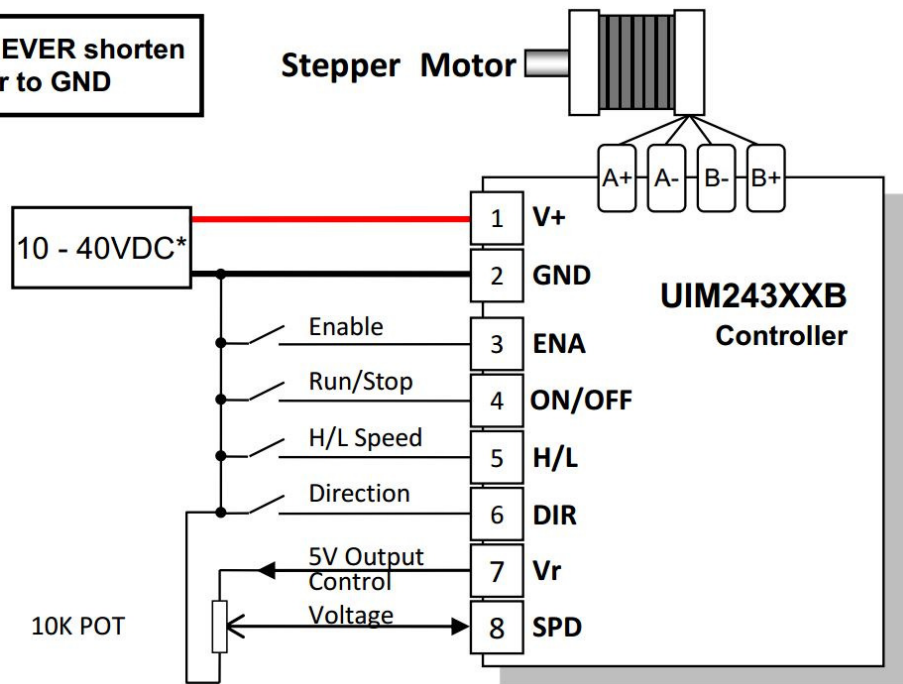 EVER shorten
r to GND
Stepper Motor
A+ A- B- B+
10 - 40VDC*
1 V+
2 GND
UIM243XXB
Controller
Enable
3 ENA
Run/Stop
4 ON/OFF
H/L Speed
5 H/L
Direction
6 DIR
5V Output
7 Vr
Control
Voltage
8 SPD
10K POT